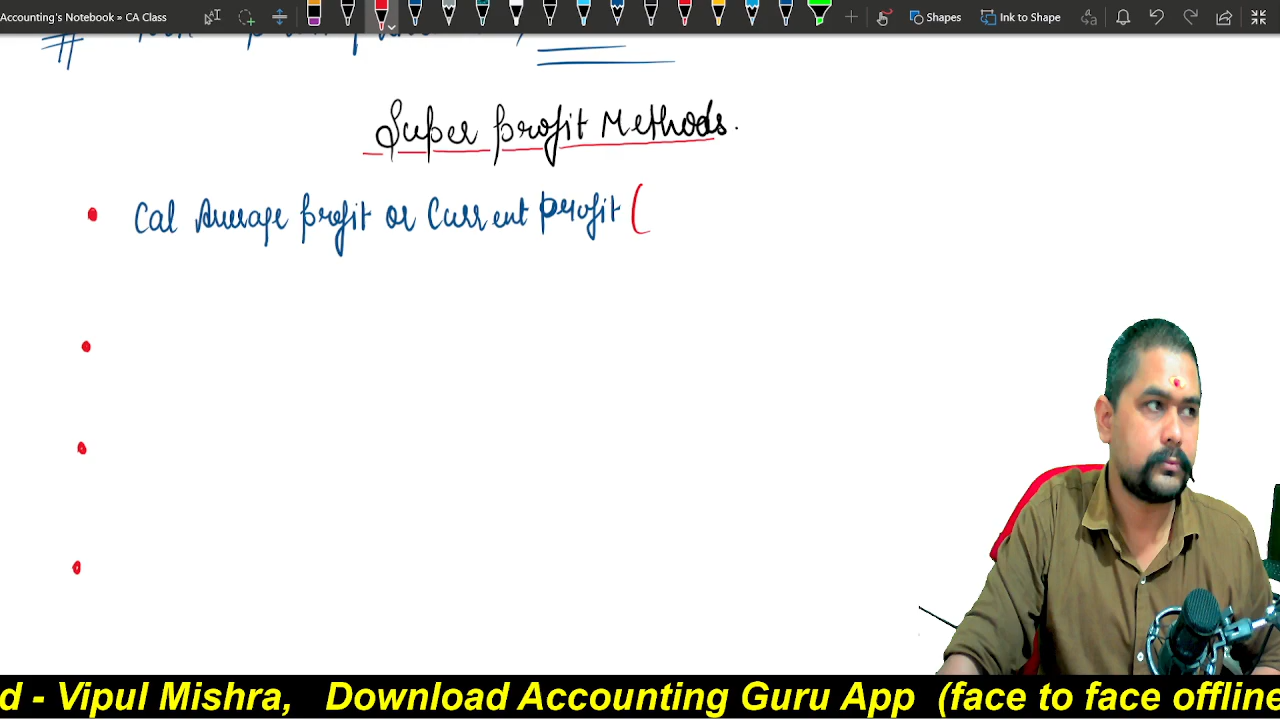 Accounting's Notebook » CA Class
Shapes
Ink to Shape
Super profit Methods.
• Cal Average profit or Current profit (
d - Vipul Mishra, Download Accounting Guru App (face to face offline